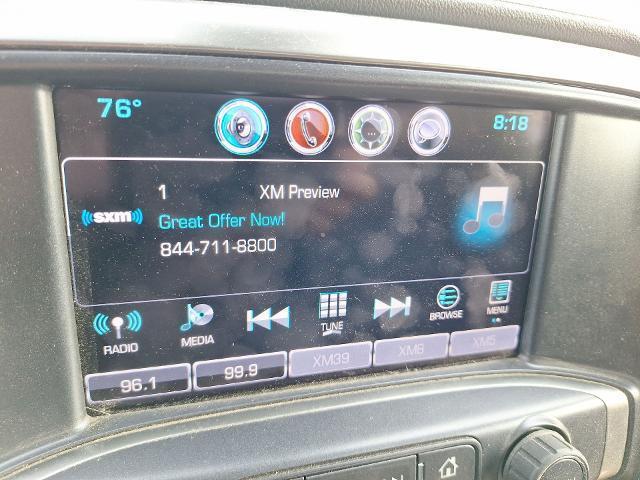 76° 8:18
1 XM Preview
sxm
Great Offer Now!
844-711-8800
RADIO MEDIA TUNE BROWSE MENU
96.1 99.9 XM39 XM8 XM5